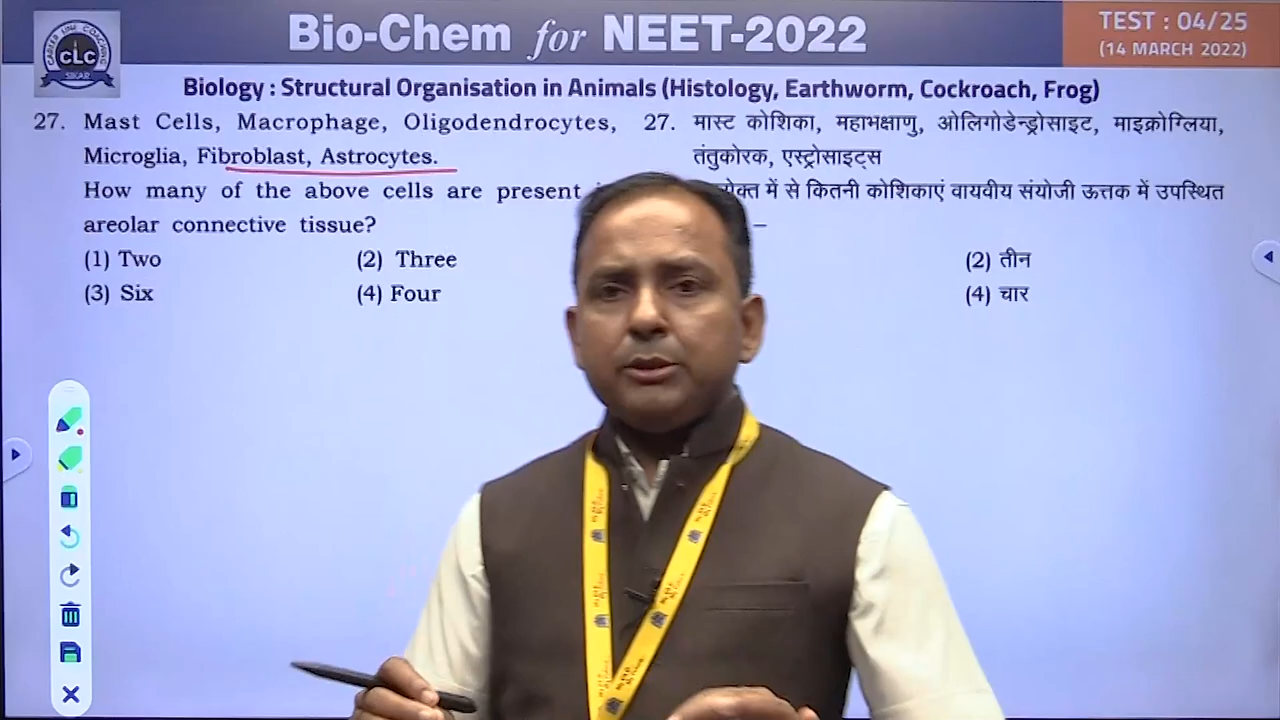 Bio-Chem for NEET-2022
TEST : 04/25
(14 MARCH 2022)
CAREER LINE COACHING
CLC
SIKAR
Biology : Structural Organisation in Animals (Histology, Earthworm, Cockroach, Frog)
27. Mast Cells, Macrophage, Oligodendrocytes,
Microglia, Fibroblast, Astrocytes.
How many of the above cells are present
areolar connective tissue?
(1) Two (2) Three
(3) Six (4) Four
27. मास्ट कोशिका, महाभक्षाणु, ओलिगोडेन्ड्रोसाइट, माइक्रोग्लिया,
तंतुकोरक, एस्ट्रोसाइट्स
में से कितनी कोशिकाएं वायवीय संयोजी ऊत्तक में उपस्थित
–
(2) तीन
(4) चार